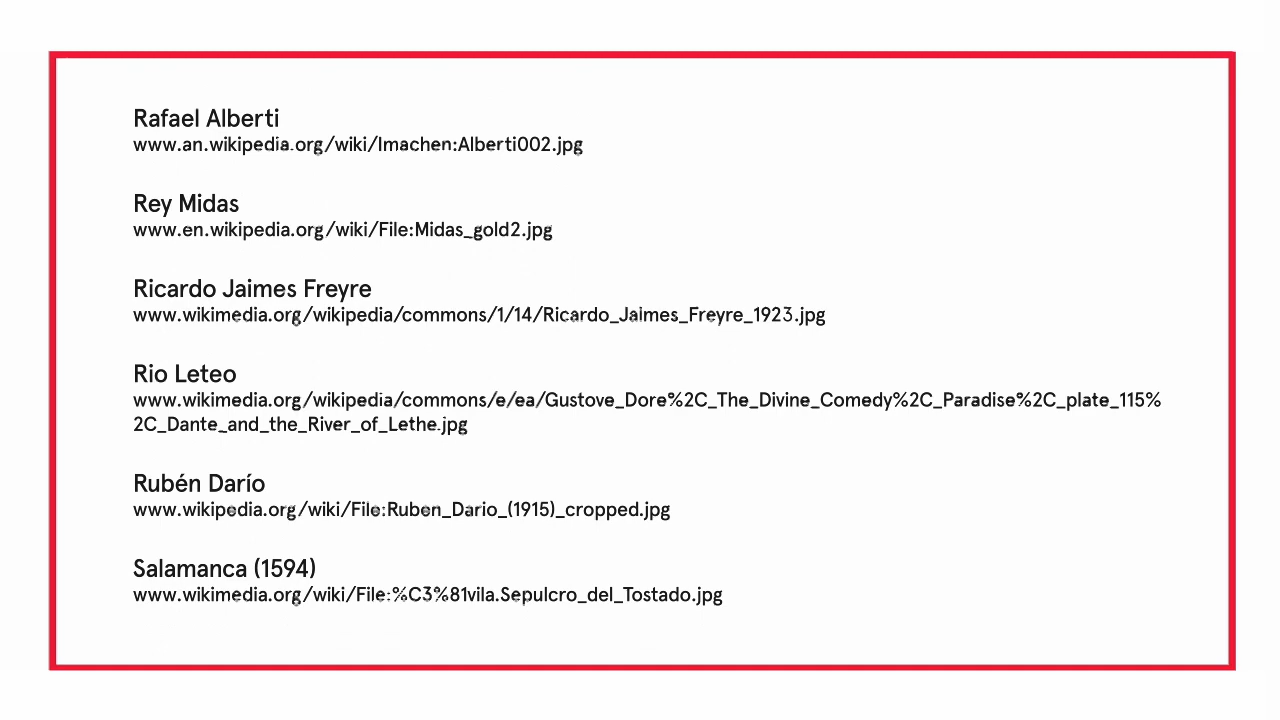 Rafael Alberti
www.an.wikipedia.org/wiki/Imachen:Alberti002.jpg
Rey Midas
www.en.wikipedia.org/wiki/File:Midas_gold2.jpg
Ricardo Jaimes Freyre
www.wikimedia.org/wikipedia/commons/1/14/Ricardo_Jaimes_Freyre_1923.jpg
Rio Leteo
www.wikimedia.org/wikipedia/commons/e/ea/Gustove_Dore%2C_The_Divine_Comedy%2C_Paradise%2C_plate_115%
2C_Dante_and_the_River_of_Lethe.jpg
Rubén Darío
www.wikipedia.org/wiki/File:Ruben_Dario_(1915)_cropped.jpg
Salamanca (1594)
www.wikimedia.org/wiki/File:%C3%81vila.Sepulcro_del_Tostado.jpg